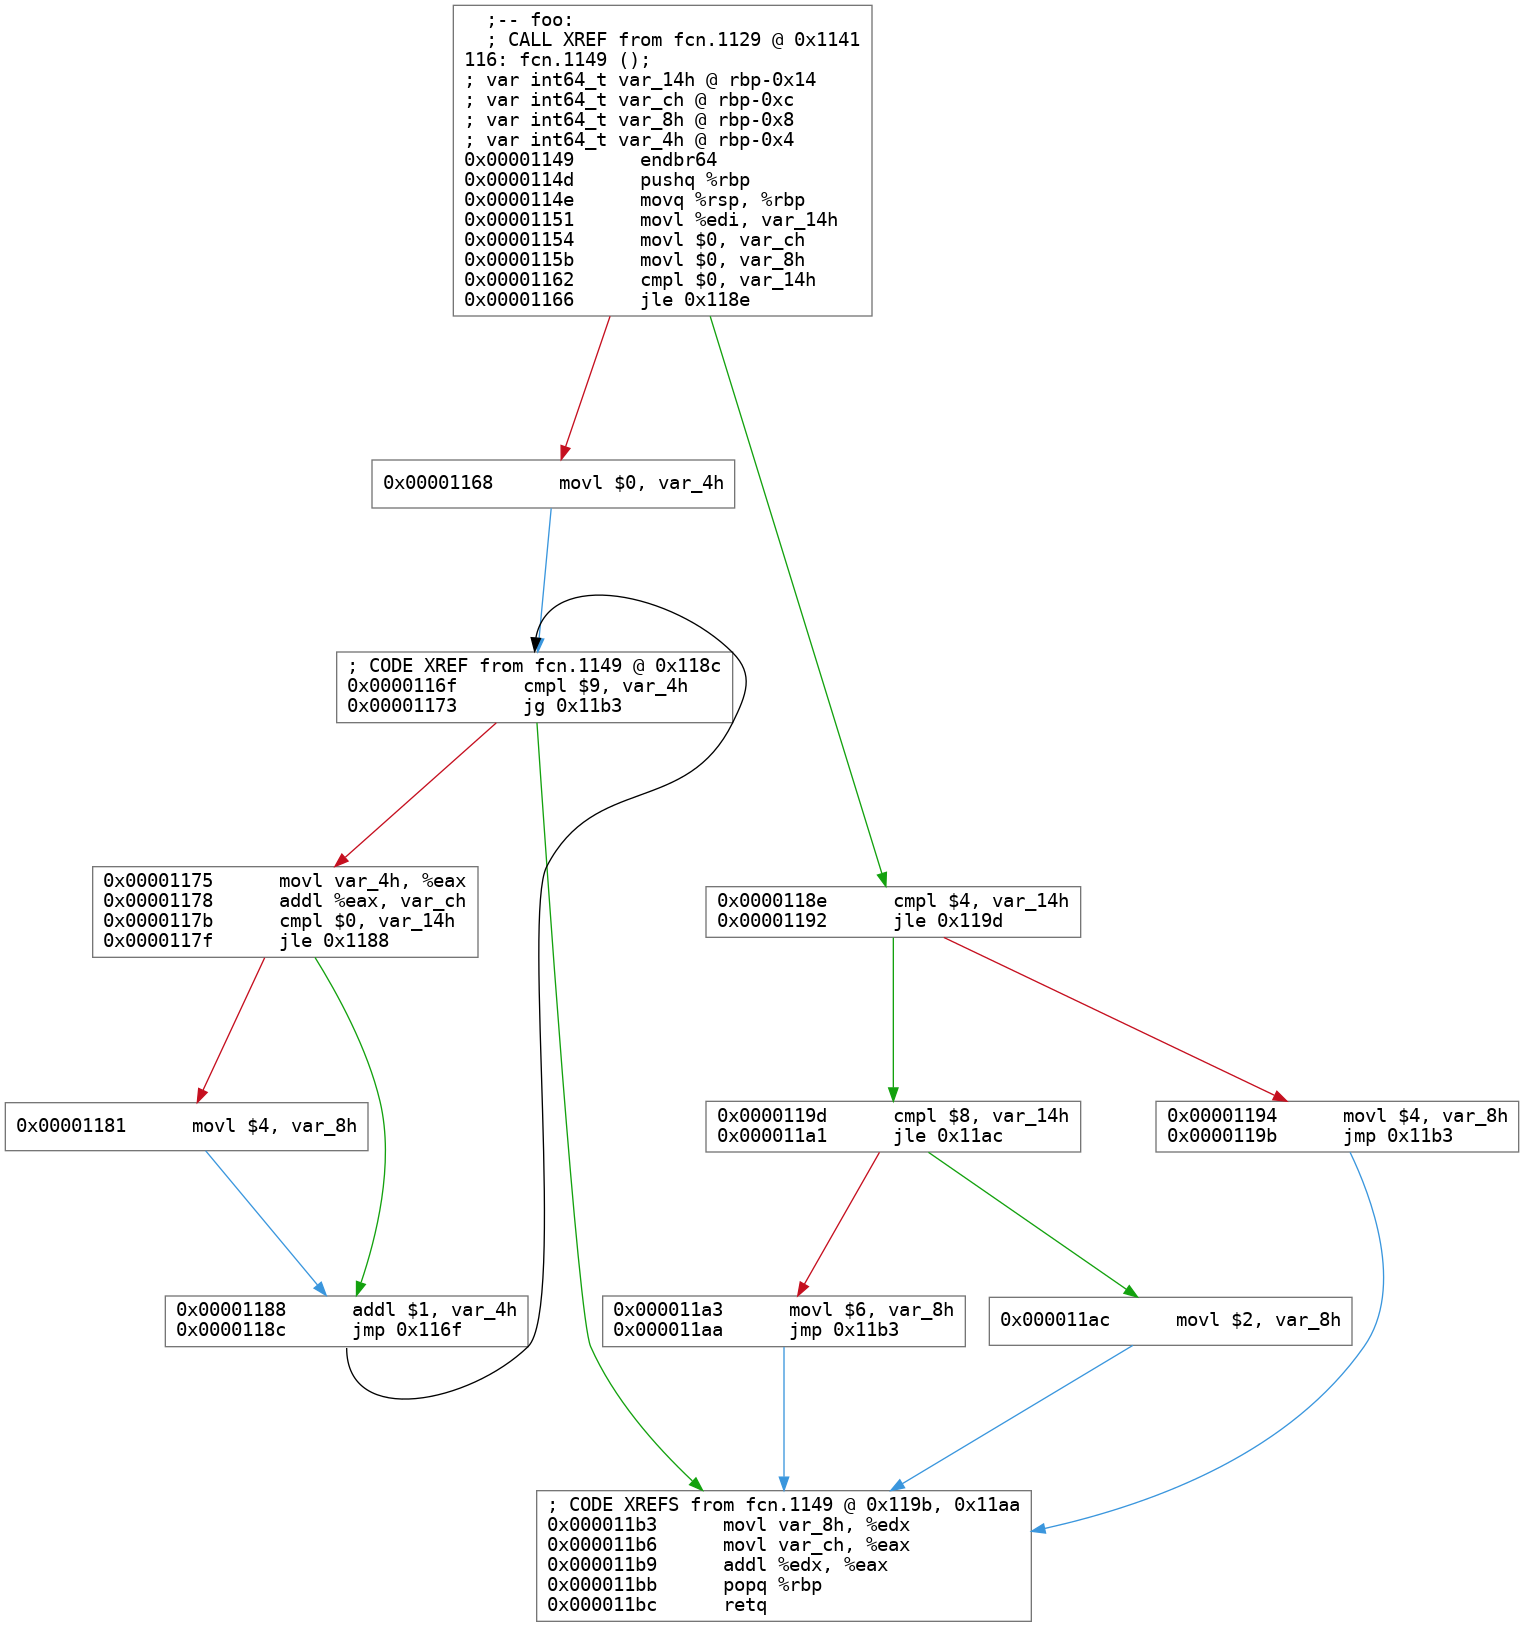 ;-- foo:
; CALL XREF from fcn.1129 @ 0x1141
116: fcn.1149 ();
; var int64_t var_14h @ rbp-0x14
; var int64_t var_ch @ rbp-0xc
; var int64_t var_8h @ rbp-0x8
; var int64_t var_4h @ rbp-0x4
0x00001149      endbr64
0x0000114d      pushq %rbp
0x0000114e      movq %rsp, %rbp
0x00001151      movl %edi, var_14h
0x00001154      movl $0, var_ch
0x0000115b      movl $0, var_8h
0x00001162      cmpl $0, var_14h
0x00001166      jle 0x118e
0x00001168      movl $0, var_4h
; CODE XREF from fcn.1149 @ 0x118c
0x0000116f      cmpl $9, var_4h
0x00001173      jg 0x11b3
0x00001175      movl var_4h, %eax
0x00001178      addl %eax, var_ch
0x0000117b      cmpl $0, var_14h
0x0000117f      jle 0x1188
0x0000118e      cmpl $4, var_14h
0x00001192      jle 0x119d
0x00001181      movl $4, var_8h
0x0000119d      cmpl $8, var_14h
0x000011a1      jle 0x11ac
0x00001194      movl $4, var_8h
0x0000119b      jmp 0x11b3
0x00001188      addl $1, var_4h
0x0000118c      jmp 0x116f
0x000011a3      movl $6, var_8h
0x000011aa      jmp 0x11b3
0x000011ac      movl $2, var_8h
; CODE XREFS from fcn.1149 @ 0x119b, 0x11aa
0x000011b3      movl var_8h, %edx
0x000011b6      movl var_ch, %eax
0x000011b9      addl %edx, %eax
0x000011bb      popq %rbp
0x000011bc      retq